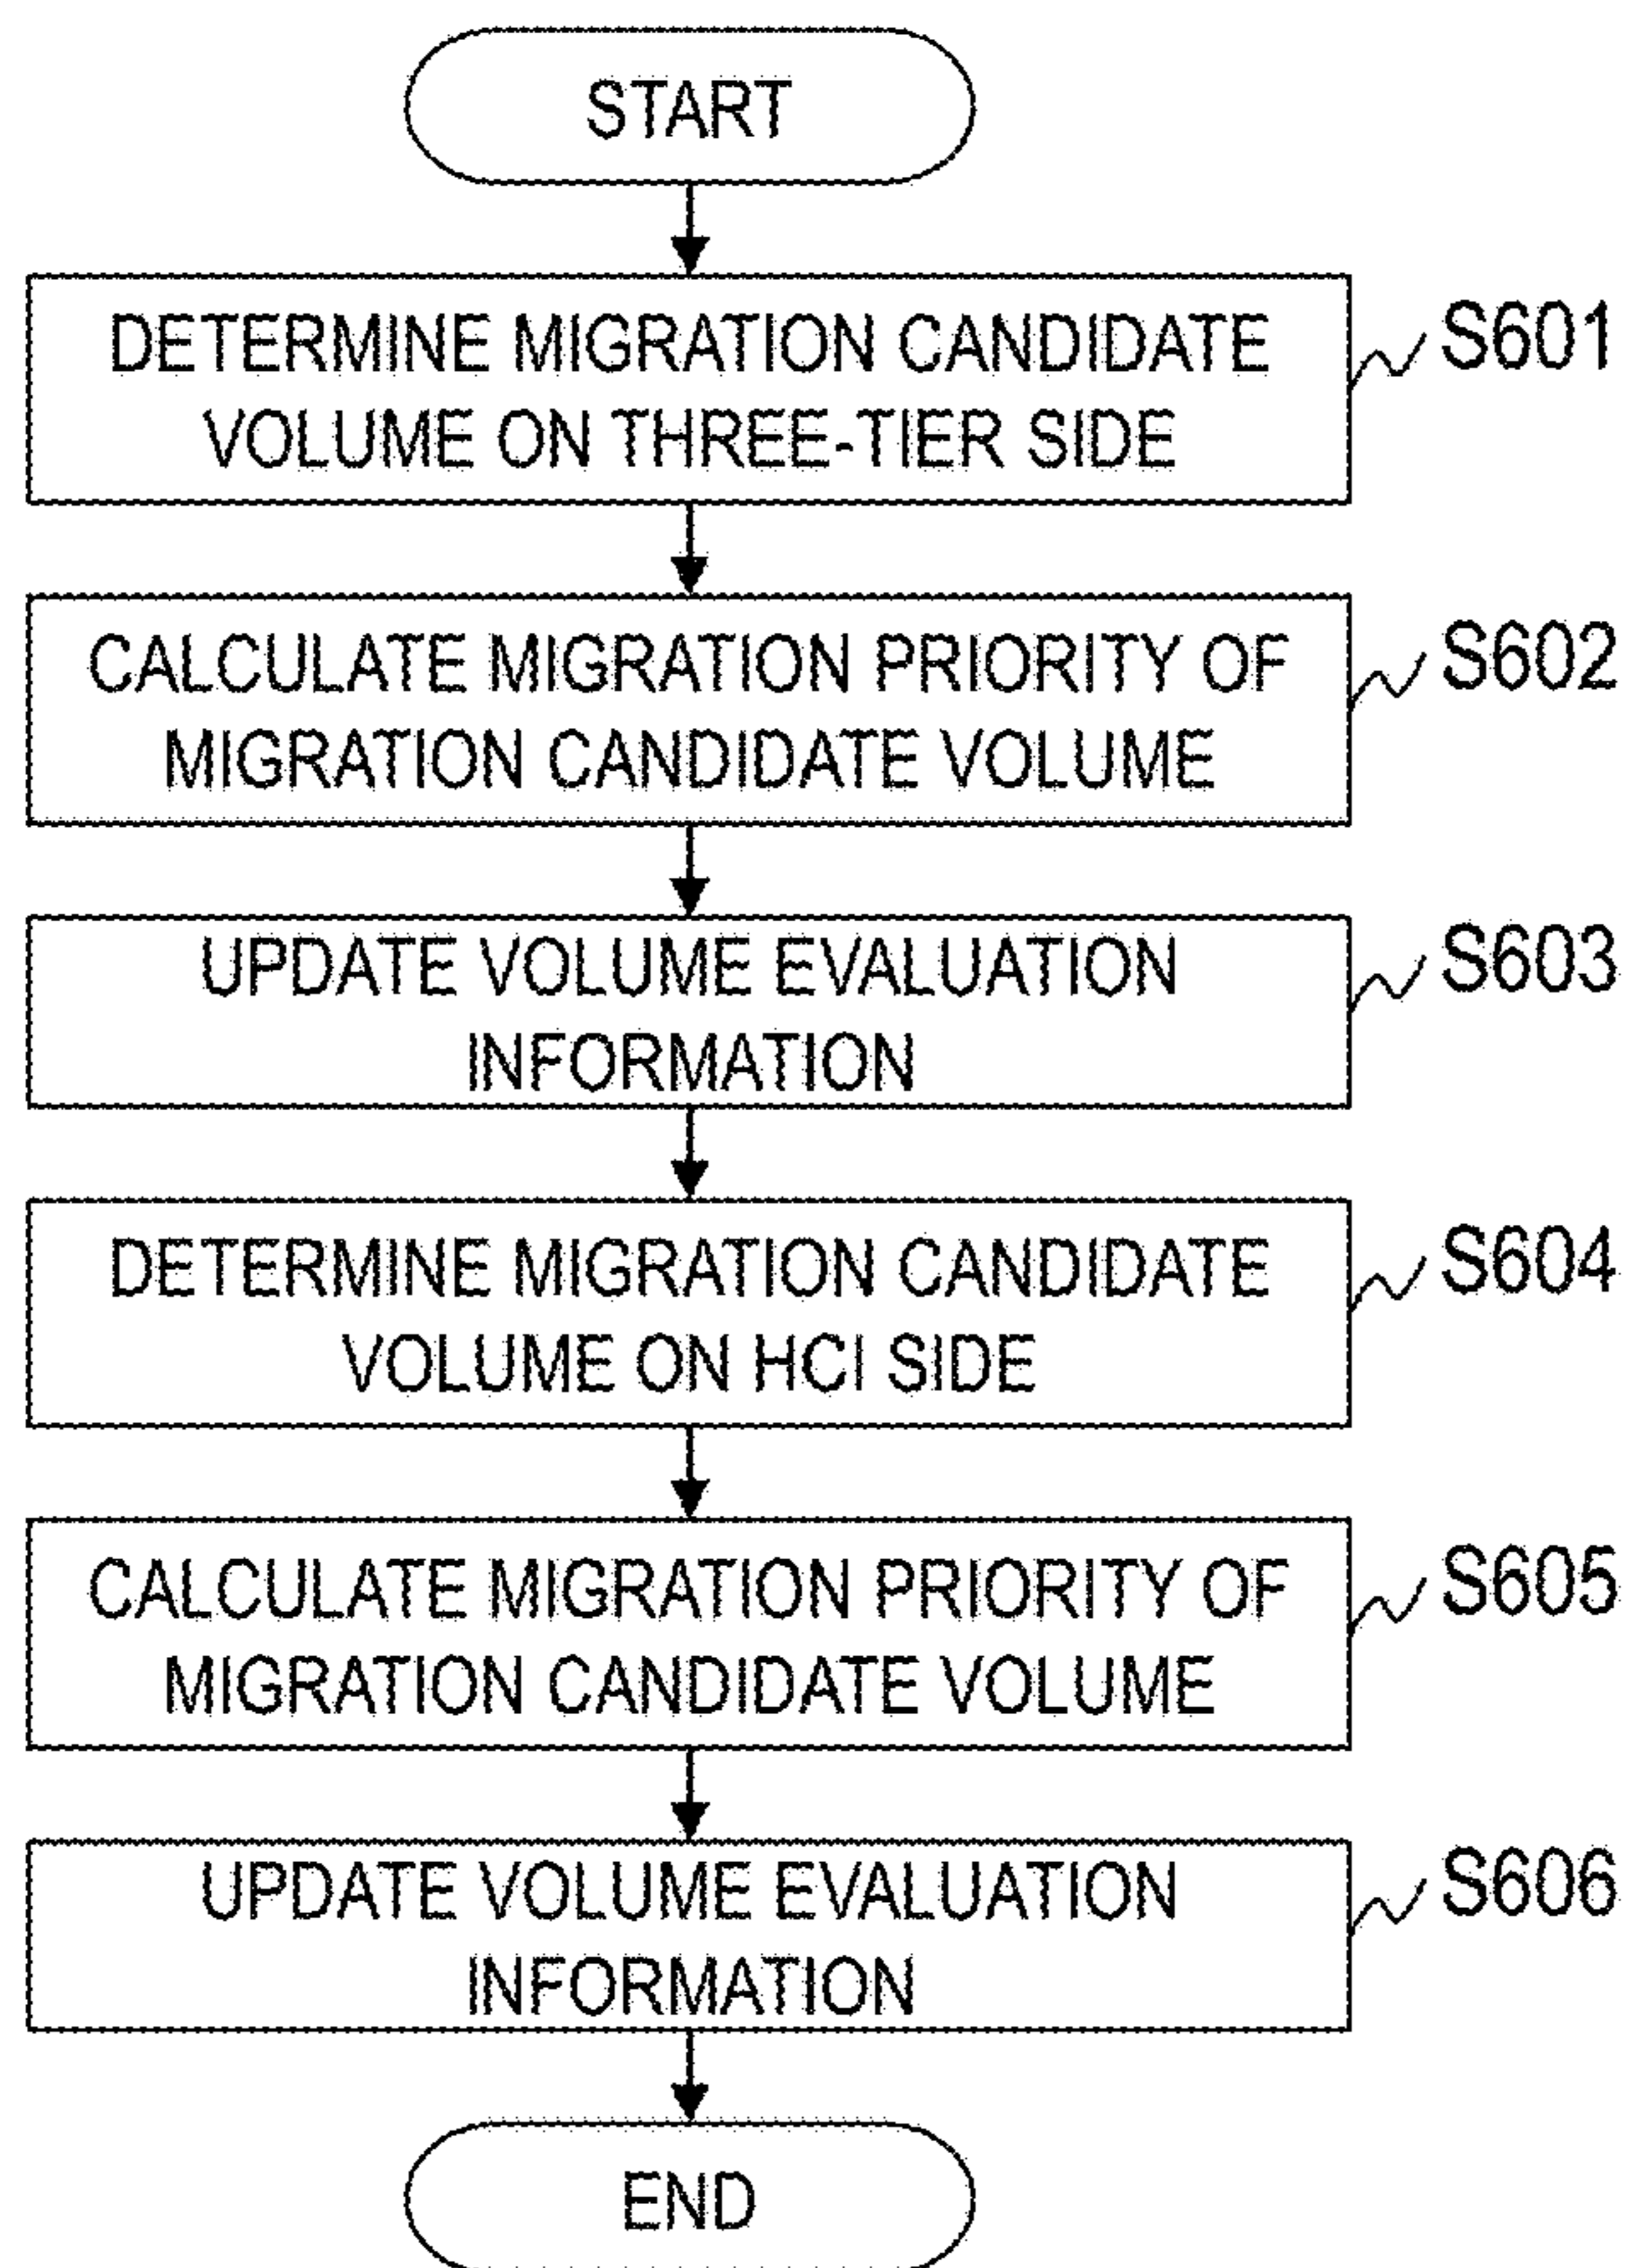 START
DETERMINE MIGRATION CANDIDATE
VOLUME ON THREE-TIER SIDE
S601
CALCULATE MIGRATION PRIORITY OF
MIGRATION CANDIDATE VOLUME
S602
UPDATE VOLUME EVALUATION
INFORMATION
S603
DETERMINE MIGRATION CANDIDATE
VOLUME ON HCI SIDE
S604
CALCULATE MIGRATION PRIORITY OF
MIGRATION CANDIDATE VOLUME
S605
UPDATE VOLUME EVALUATION
INFORMATION
S606
END